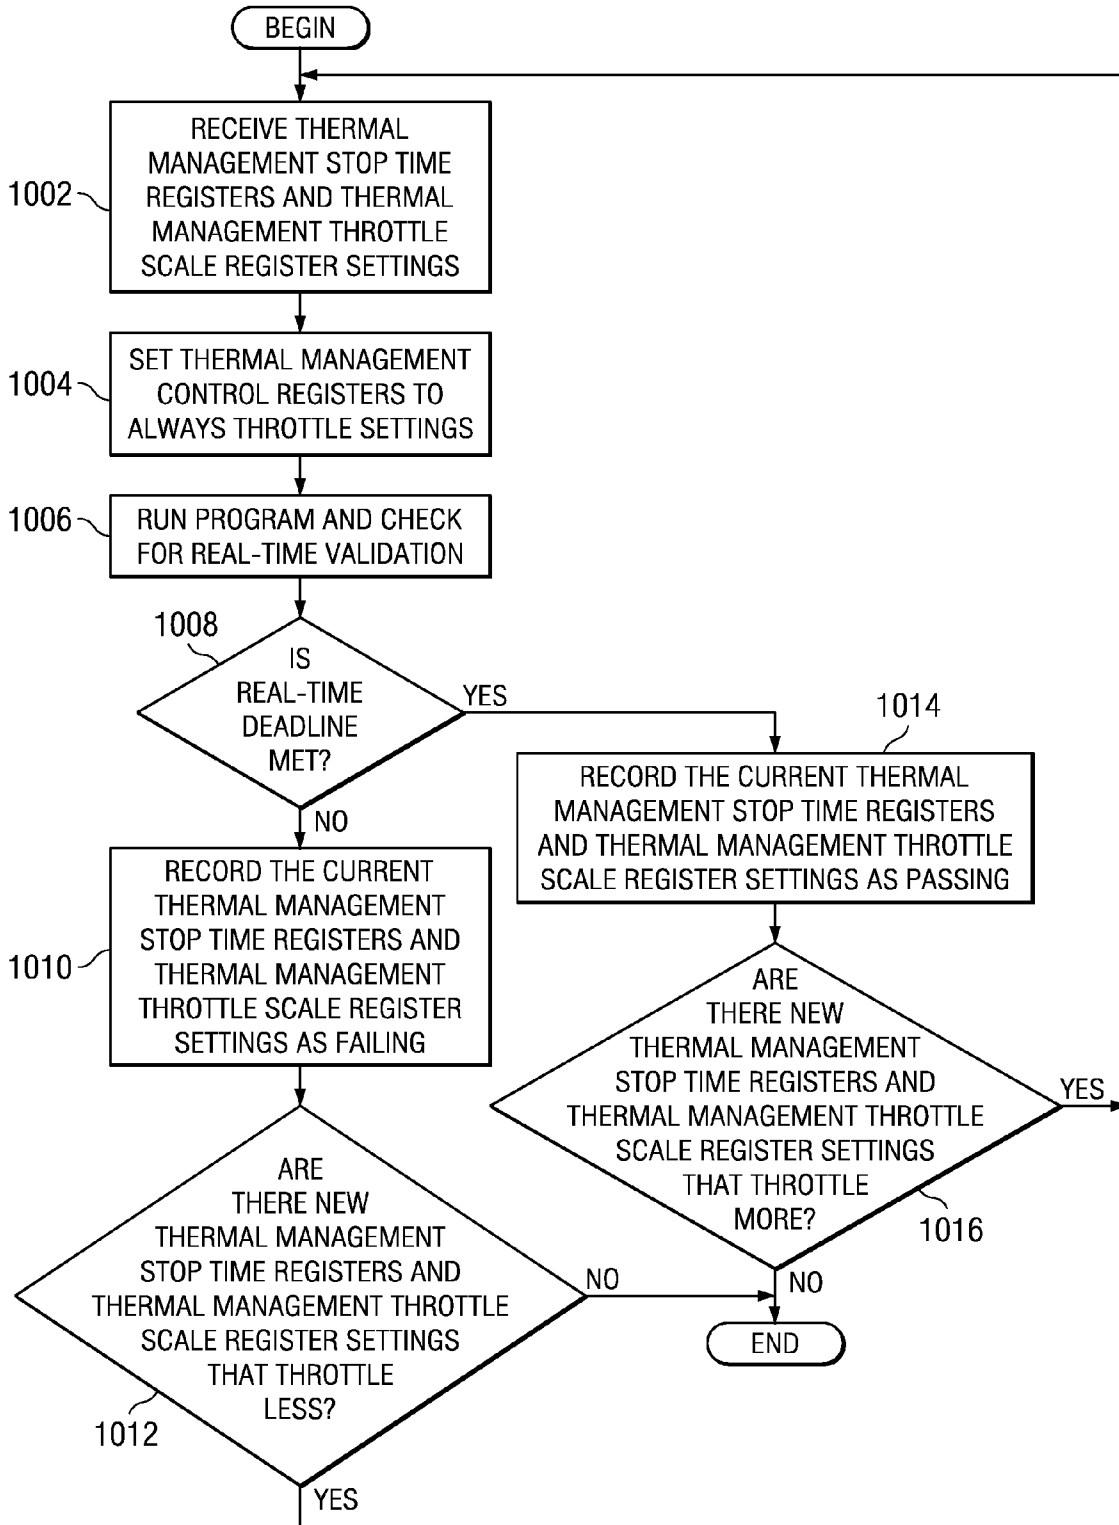 BEGIN
RECEIVE THERMAL
MANAGEMENT STOP TIME
REGISTERS AND THERMAL
MANAGEMENT THROTTLE
SCALE REGISTER SETTINGS
1002
SET THERMAL MANAGEMENT
CONTROL REGISTERS TO
ALWAYS THROTTLE SETTINGS
1004
RUN PROGRAM AND CHECK
FOR REAL-TIME VALIDATION
1006
1008
IS
REAL-TIME
DEADLINE
MET?
YES
NO
1014
RECORD THE CURRENT THERMAL
MANAGEMENT STOP TIME REGISTERS
AND THERMAL MANAGEMENT THROTTLE
SCALE REGISTER SETTINGS AS PASSING
RECORD THE CURRENT
THERMAL MANAGEMENT
STOP TIME REGISTERS AND
THERMAL MANAGEMENT
THROTTLE SCALE REGISTER
SETTINGS AS FAILING
1010
ARE
THERE NEW
THERMAL MANAGEMENT
STOP TIME REGISTERS AND
THERMAL MANAGEMENT THROTTLE
SCALE REGISTER SETTINGS
THAT THROTTLE
MORE?
YES
1016
NO
ARE
THERE NEW
THERMAL MANAGEMENT
STOP TIME REGISTERS AND
THERMAL MANAGEMENT THROTTLE
SCALE REGISTER SETTINGS
THAT THROTTLE
LESS?
NO
1012
YES
END